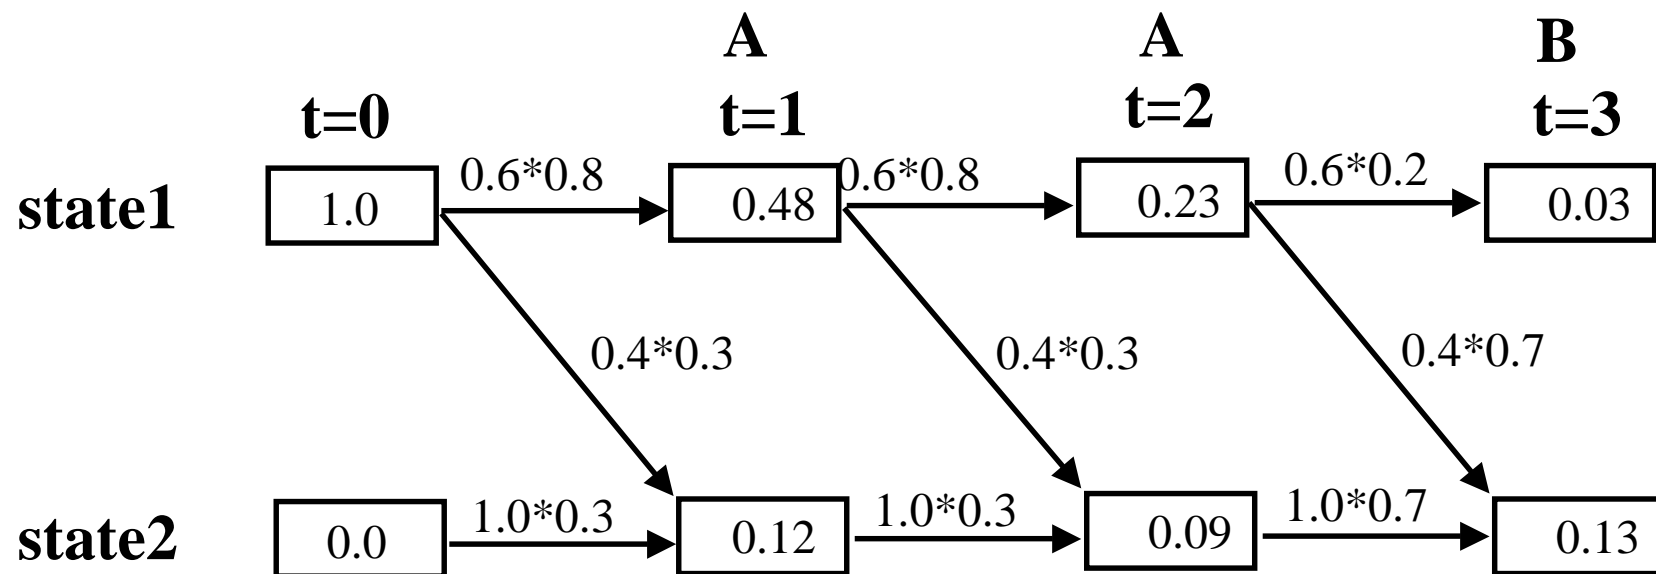 A A B
t=0 t=1 t=2 t=3
state1 1.0 0.6*0.8 0.48 0.6*0.8 0.23 0.6*0.2 0.03
0.4*0.3 0.4*0.3 0.4*0.7
state2 0.0 1.0*0.3 0.12 1.0*0.3 0.09 1.0*0.7 0.13